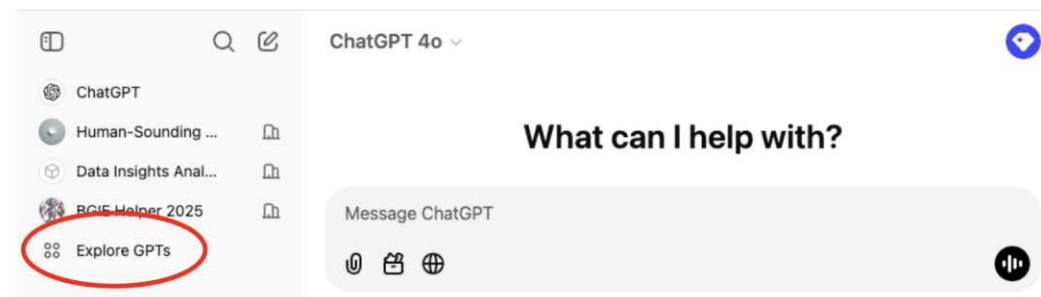 ChatGPT 4o
ChatGPT
Human-Sounding ...
Data Insights Anal...
BGIE Helper 2025
Explore GPTs
What can I help with?
Message ChatGPT